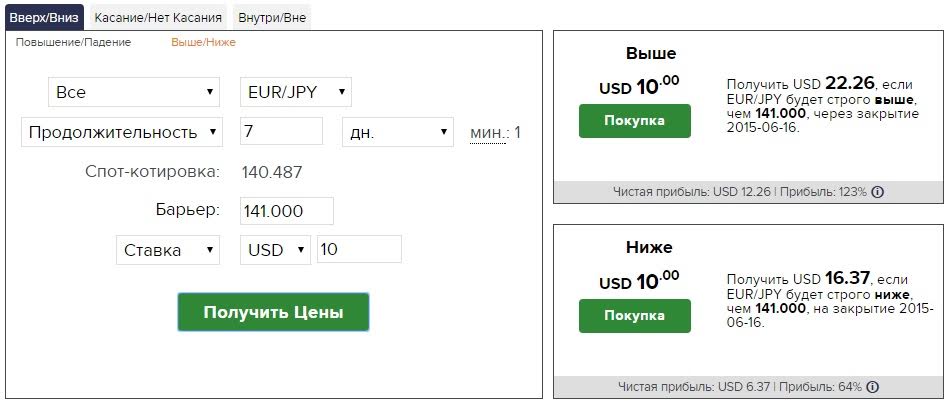 Вверх/Вниз Касание/Нет Касания Внутри/Вне
Повышение/Падение Выше/Ниже
Все EUR/JPY
Продолжительность 7 дн. мин.: 1
Спот-котировка: 140.487
Барьер: 141.000
Ставка USD 10
Получить Цены
Выше
USD 10.00
Покупка
Получить USD 22.26, если
EUR/JPY будет строго выше,
чем 141.000, через закрытие
2015-06-16.
Чистая прибыль: USD 12.26 | Прибыль: 123%
Ниже
USD 10.00
Покупка
Получить USD 16.37, если
EUR/JPY будет строго ниже,
чем 141.000, на закрытие 2015-
06-16.
Чистая прибыль: USD 6.37 | Прибыль: 64%